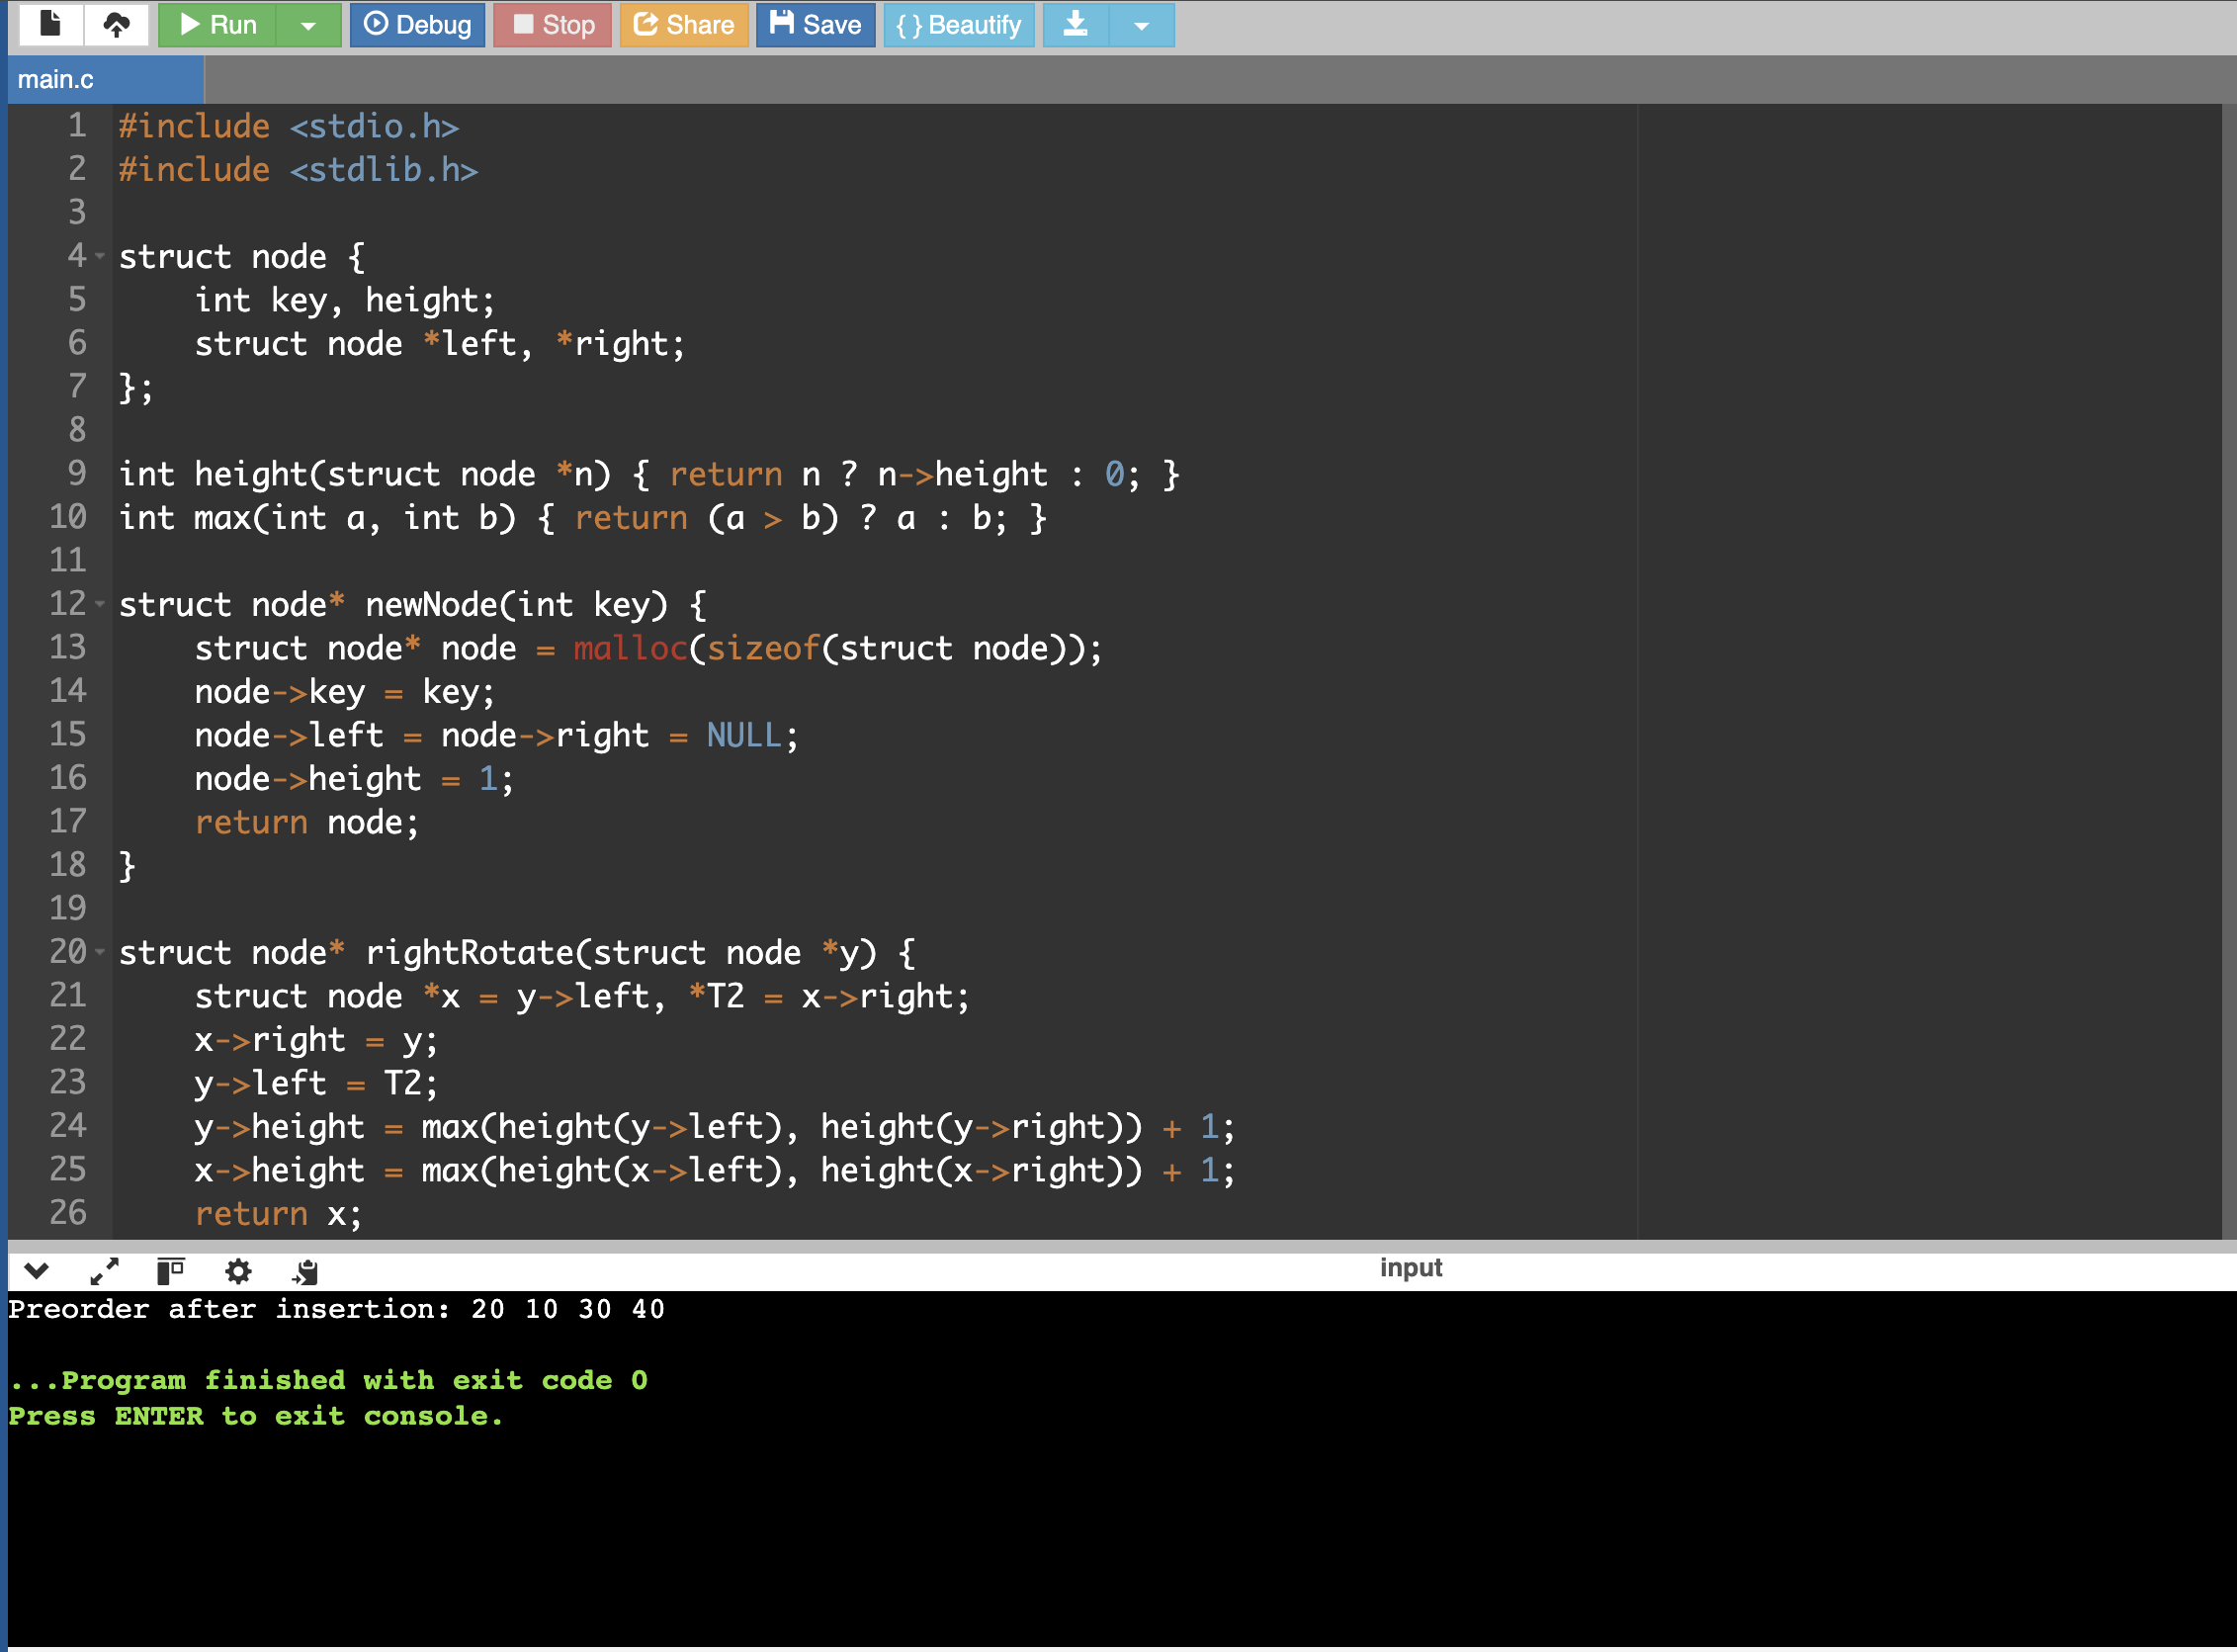 Run Debug Stop Share Save { } Beautify
main.c
1 #include <stdio.h>
2 #include <stdlib.h>
3
4 struct node {
5     int key, height;
6     struct node *left, *right;
7 };
8
9 int height(struct node *n) { return n ? n->height : 0; }
10 int max(int a, int b) { return (a > b) ? a : b; }
11
12 struct node* newNode(int key) {
13     struct node* node = malloc(sizeof(struct node));
14     node->key = key;
15     node->left = node->right = NULL;
16     node->height = 1;
17     return node;
18 }
19
20 struct node* rightRotate(struct node *y) {
21     struct node *x = y->left, *T2 = x->right;
22     x->right = y;
23     y->left = T2;
24     y->height = max(height(y->left), height(y->right)) + 1;
25     x->height = max(height(x->left), height(x->right)) + 1;
26     return x;
input
Preorder after insertion: 20 10 30 40
...Program finished with exit code 0
Press ENTER to exit console.